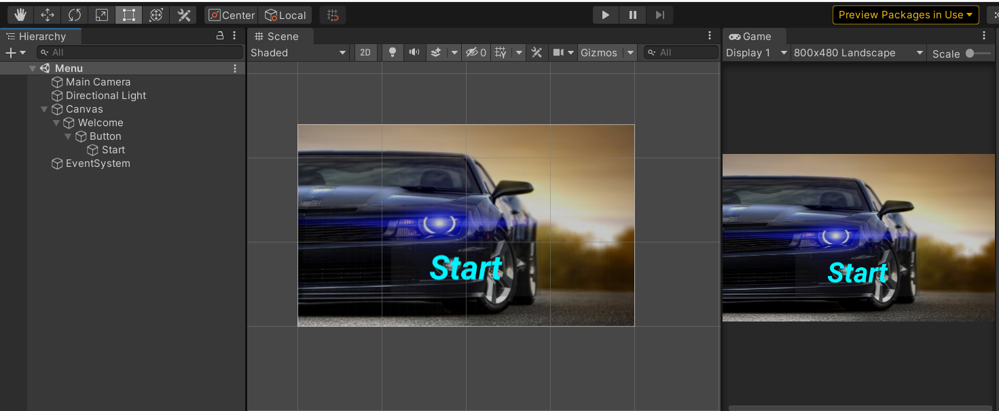 Center Local
Preview Packages in Use
Hierarchy
All
Menu
Main Camera
Directional Light
Canvas
Welcome
Button
Start
EventSystem
Scene
Shaded 2D 0 Gizmos All
Start
Game
Display 1 800x480 Landscape Scale
Start